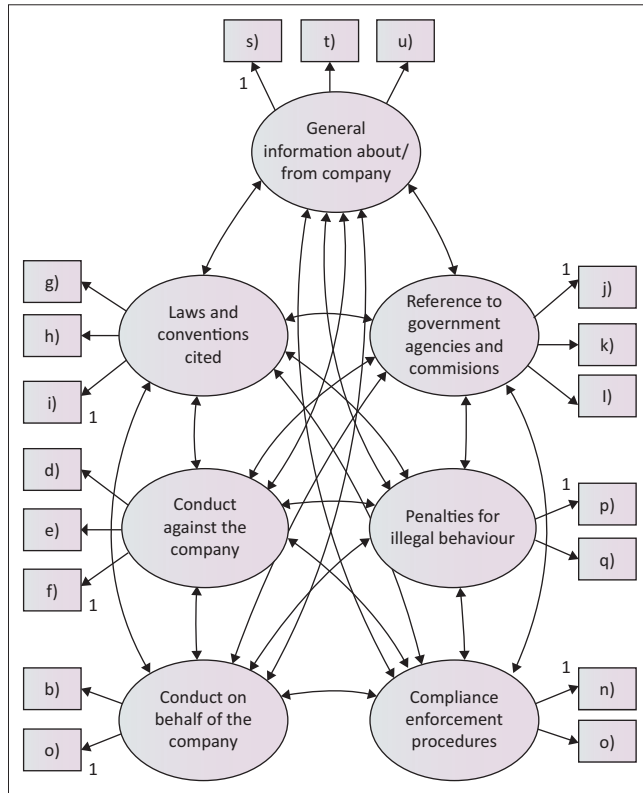 s)
t)
u)
1
General
information about/
from company
g)
h)
i)
1
Laws and
conventions
cited
Reference to
government
agencies and
commisions
1
j)
k)
l)
d)
e)
f)
1
Conduct
against the
company
Penalties for
illegal behaviour
1
p)
q)
b)
o)
1
Conduct on
behalf of the
company
Compliance
enforcement
procedures
1
n)
o)